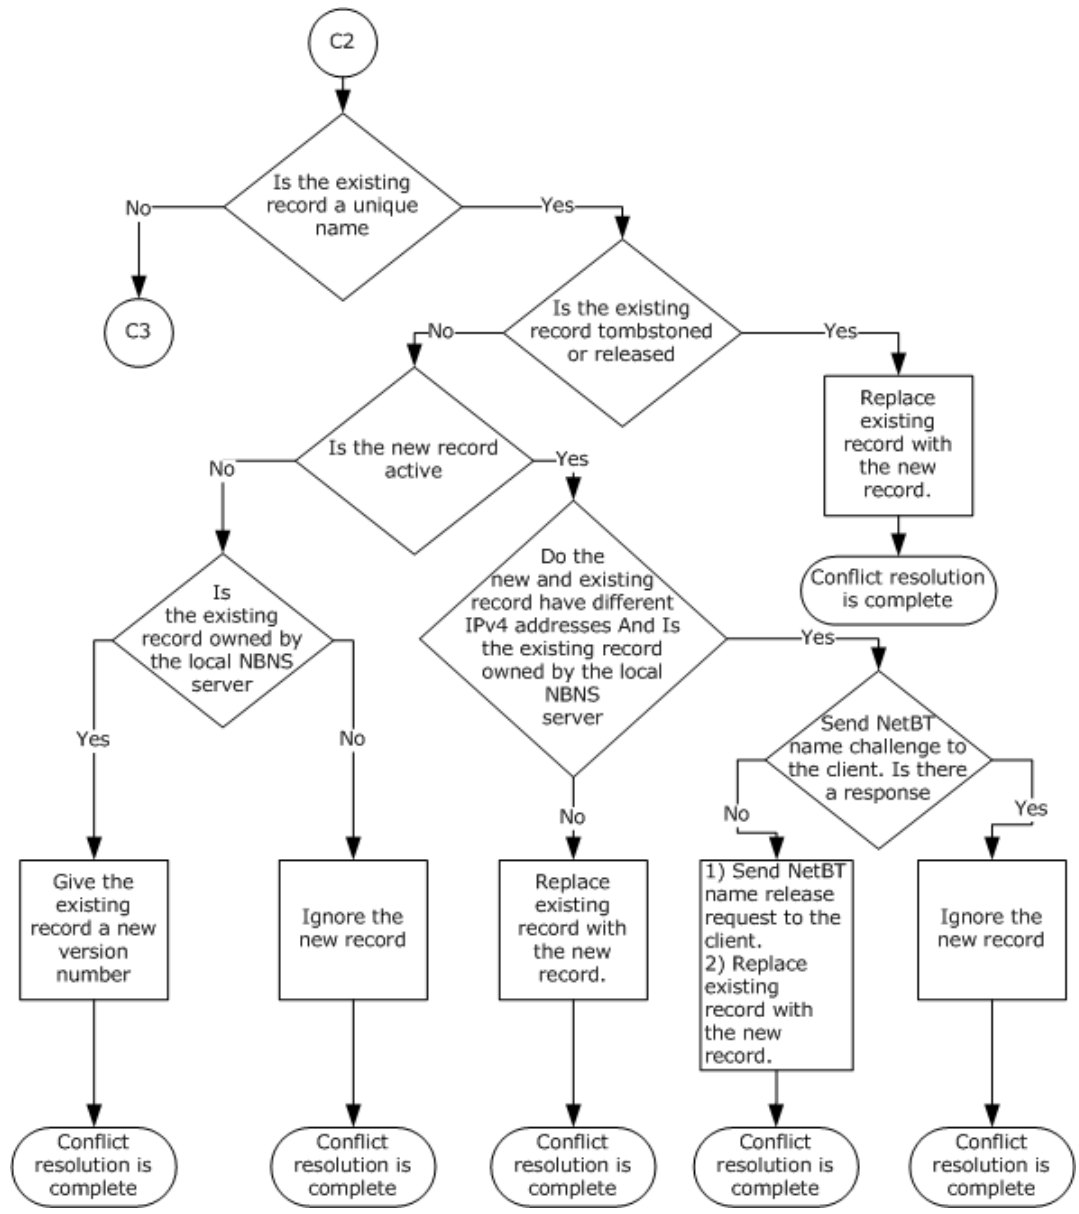 C2
Is the existing
record a unique
name
No
Yes
C3
Is the existing
record tombstoned
or released
No
Yes
Replace
existing
record with
the new
record.
Is the new record
active
No
Yes
Conflict resolution
is complete
Is
the existing
record owned by
the local NBNS
server
Do the
new and existing
record have different
IPv4 addresses And Is
the existing record
owned by the local
NBNS
server
Yes
Send NetBT
name challenge to
the client. Is there
a response
Yes
No
No
No
Yes
Give the
existing
record a new
version
number
Ignore the
new record
Replace
existing
record with
the new
record.
1) Send NetBT
name release
request to the
client.
2) Replace
existing
record with
the new
record.
Ignore the
new record
Conflict
resolution is
complete
Conflict
resolution is
complete
Conflict
resolution is
complete
Conflict
resolution is
complete
Conflict
resolution is
complete